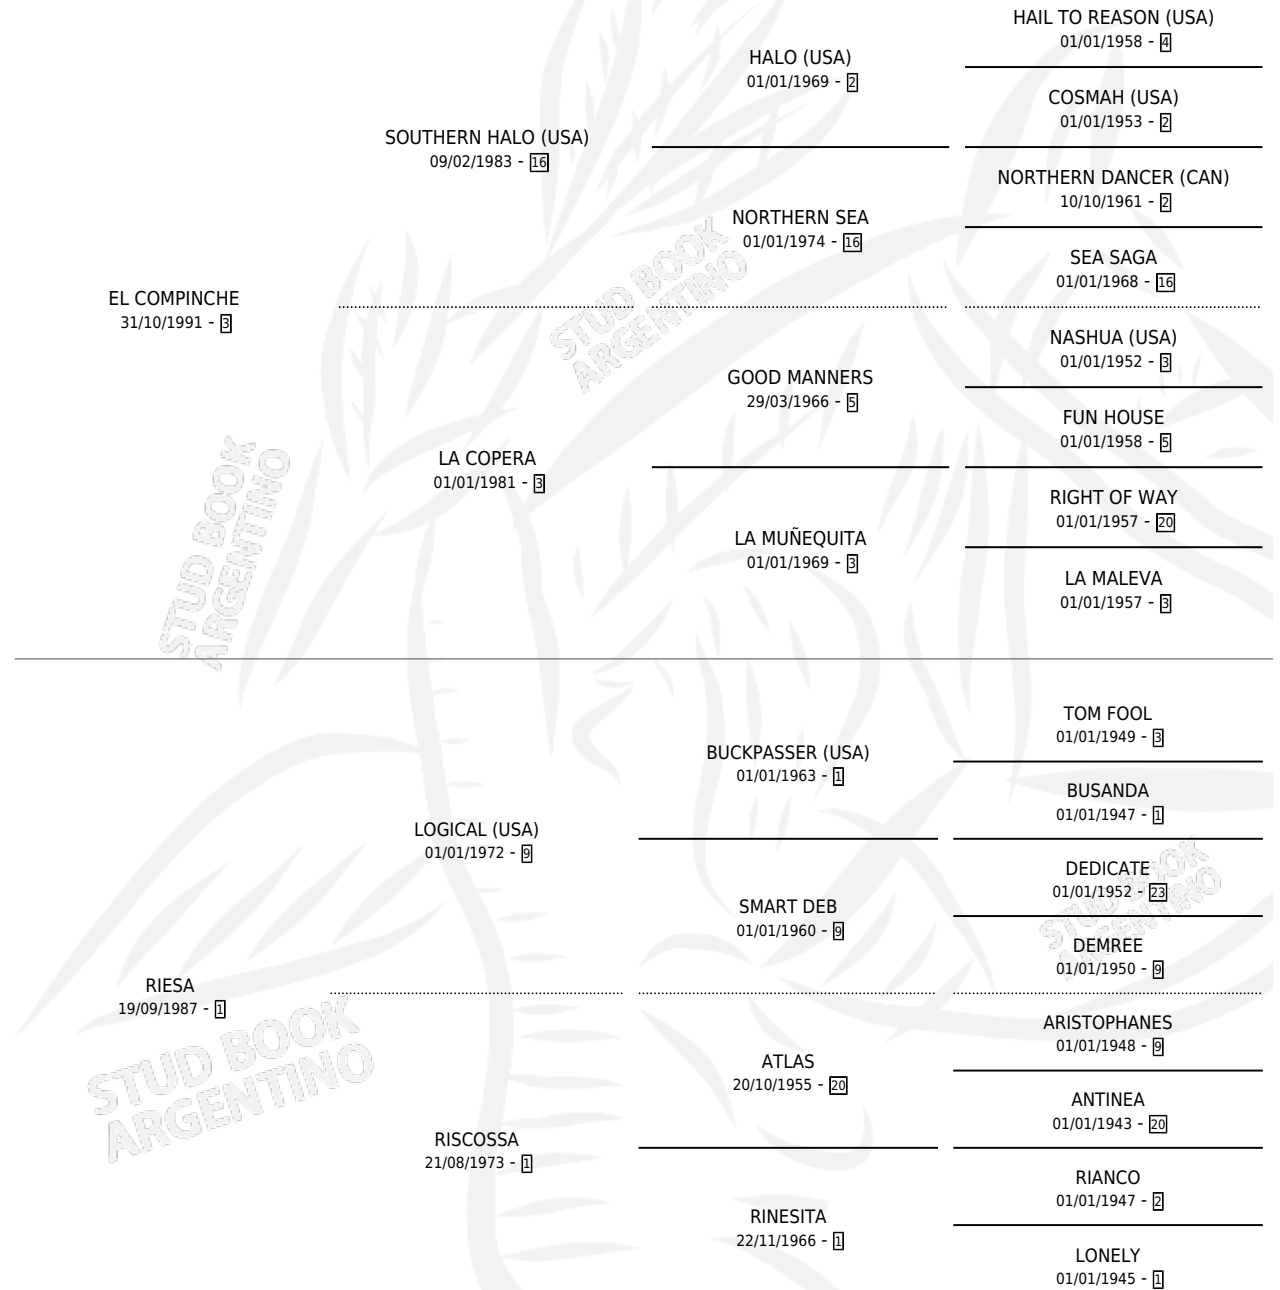 HAIL TO REASON (USA)
01/01/1958 - 4
HALO (USA)
01/01/1969 - 2
COSMAH (USA)
01/01/1953 - 2
SOUTHERN HALO (USA)
09/02/1983 - 16
NORTHERN DANCER (CAN)
10/10/1961 - 2
NORTHERN SEA
01/01/1974 - 16
SEA SAGA
01/01/1968 - 16
EL COMPINCHE
31/10/1991 - 3
NASHUA (USA)
01/01/1952 - 3
GOOD MANNERS
29/03/1966 - 5
FUN HOUSE
01/01/1958 - 5
LA COPERA
01/01/1981 - 3
RIGHT OF WAY
01/01/1957 - 20
LA MUÑEQUITA
01/01/1969 - 3
LA MALEVA
01/01/1957 - 3
TOM FOOL
01/01/1949 - 3
BUCKPASSER (USA)
01/01/1963 - 1
BUSANDA
01/01/1947 - 1
LOGICAL (USA)
01/01/1972 - 9
DEDICATE
01/01/1952 - 23
SMART DEB
01/01/1960 - 9
DEMREE
01/01/1950 - 9
RIESA
19/09/1987 - 1
ARISTOPHANES
01/01/1948 - 9
ATLAS
20/10/1955 - 20
ANTINEA
01/01/1943 - 20
RISCOSSA
21/08/1973 - 1
RIANCO
01/01/1947 - 2
RINESITA
22/11/1966 - 1
LONELY
01/01/1945 - 1
STUD BOOK
ARGENTINO
STUD BOOK
ARGENTINO
STUD BOOK
ARGENTINO
STUD BOOK
ARGENTINO